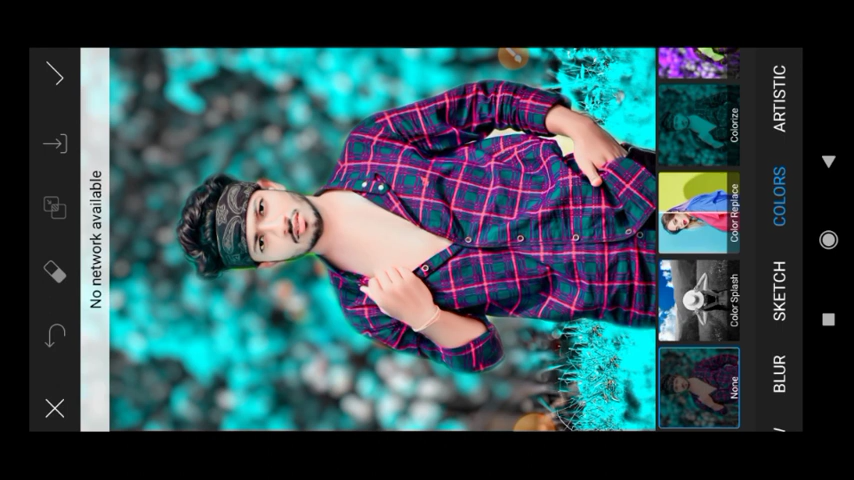 No network available
None
Color Splash
Color Replace
Colorize
BLUR
SKETCH
COLORS
ARTISTIC